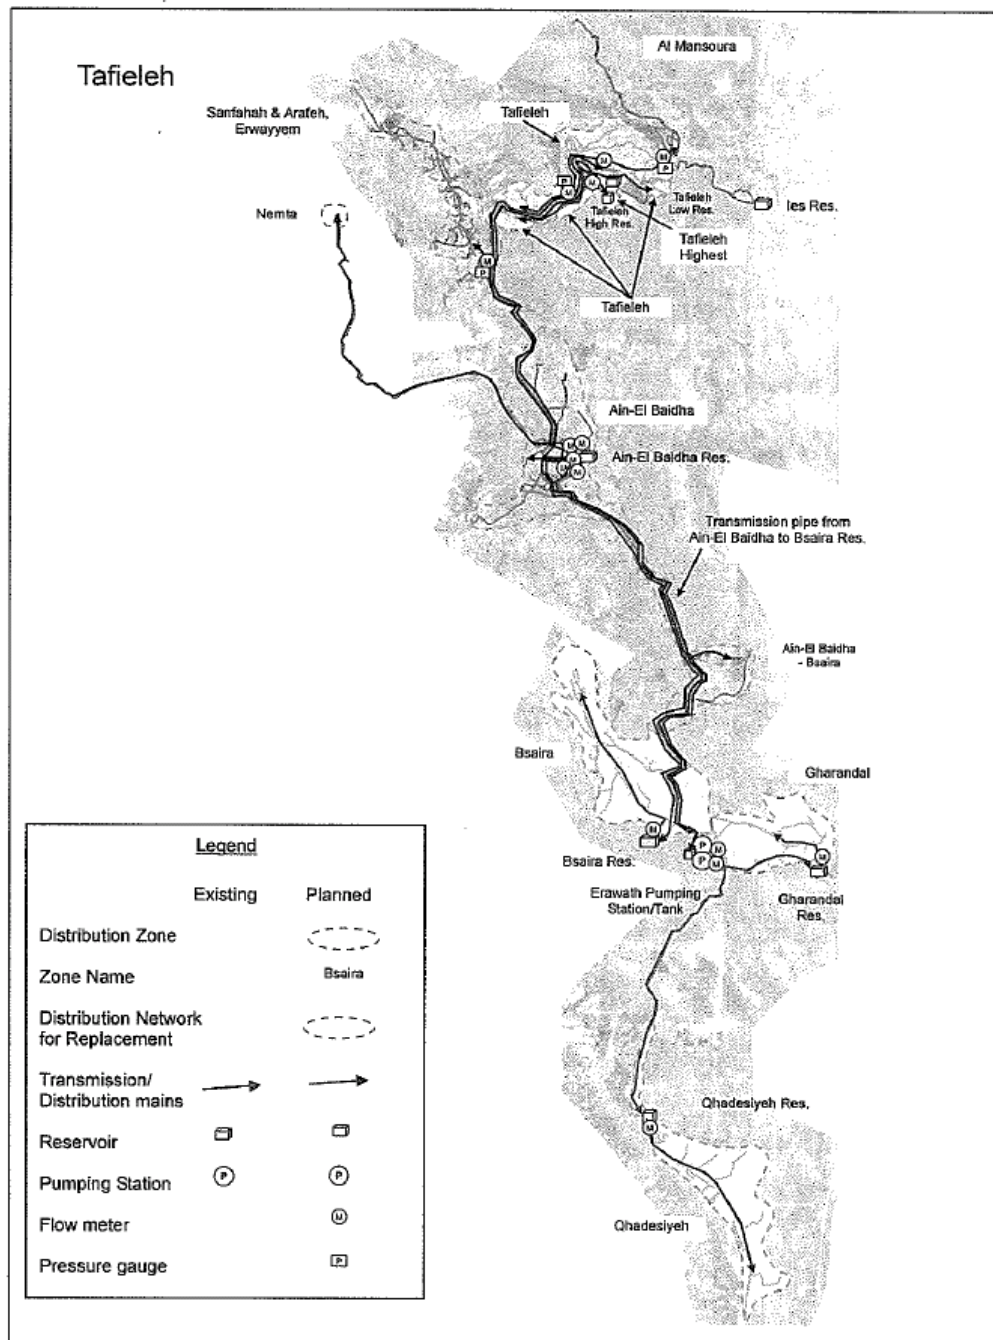 Tafieleh
Al Mansoura
Sanfahah & Arafeh,
Erwayyem
Tafieleh
Nemta
Tafieleh
High Res.
Tafieleh
Low Res.
Ies Res.
Tafieleh
Highest
Tafieleh
Ain-El Baidha
Ain-El Baidha Res.
Transmission pipe from
Ain-El Baidha to Bsaira Res.
Ain-El Baidha
- Bsaira
Bsaira
Gharandal
Bsaira Res.
Erawath Pumping
Station/Tank
Gharandal
Res.
Qhadesiyeh Res.
Qhadesiyeh
Legend
Existing Planned
Distribution Zone
Zone Name Bsaira
Distribution Network
for Replacement
Transmission/
Distribution mains
Reservoir
Pumping Station P P
Flow meter M
Pressure gauge P